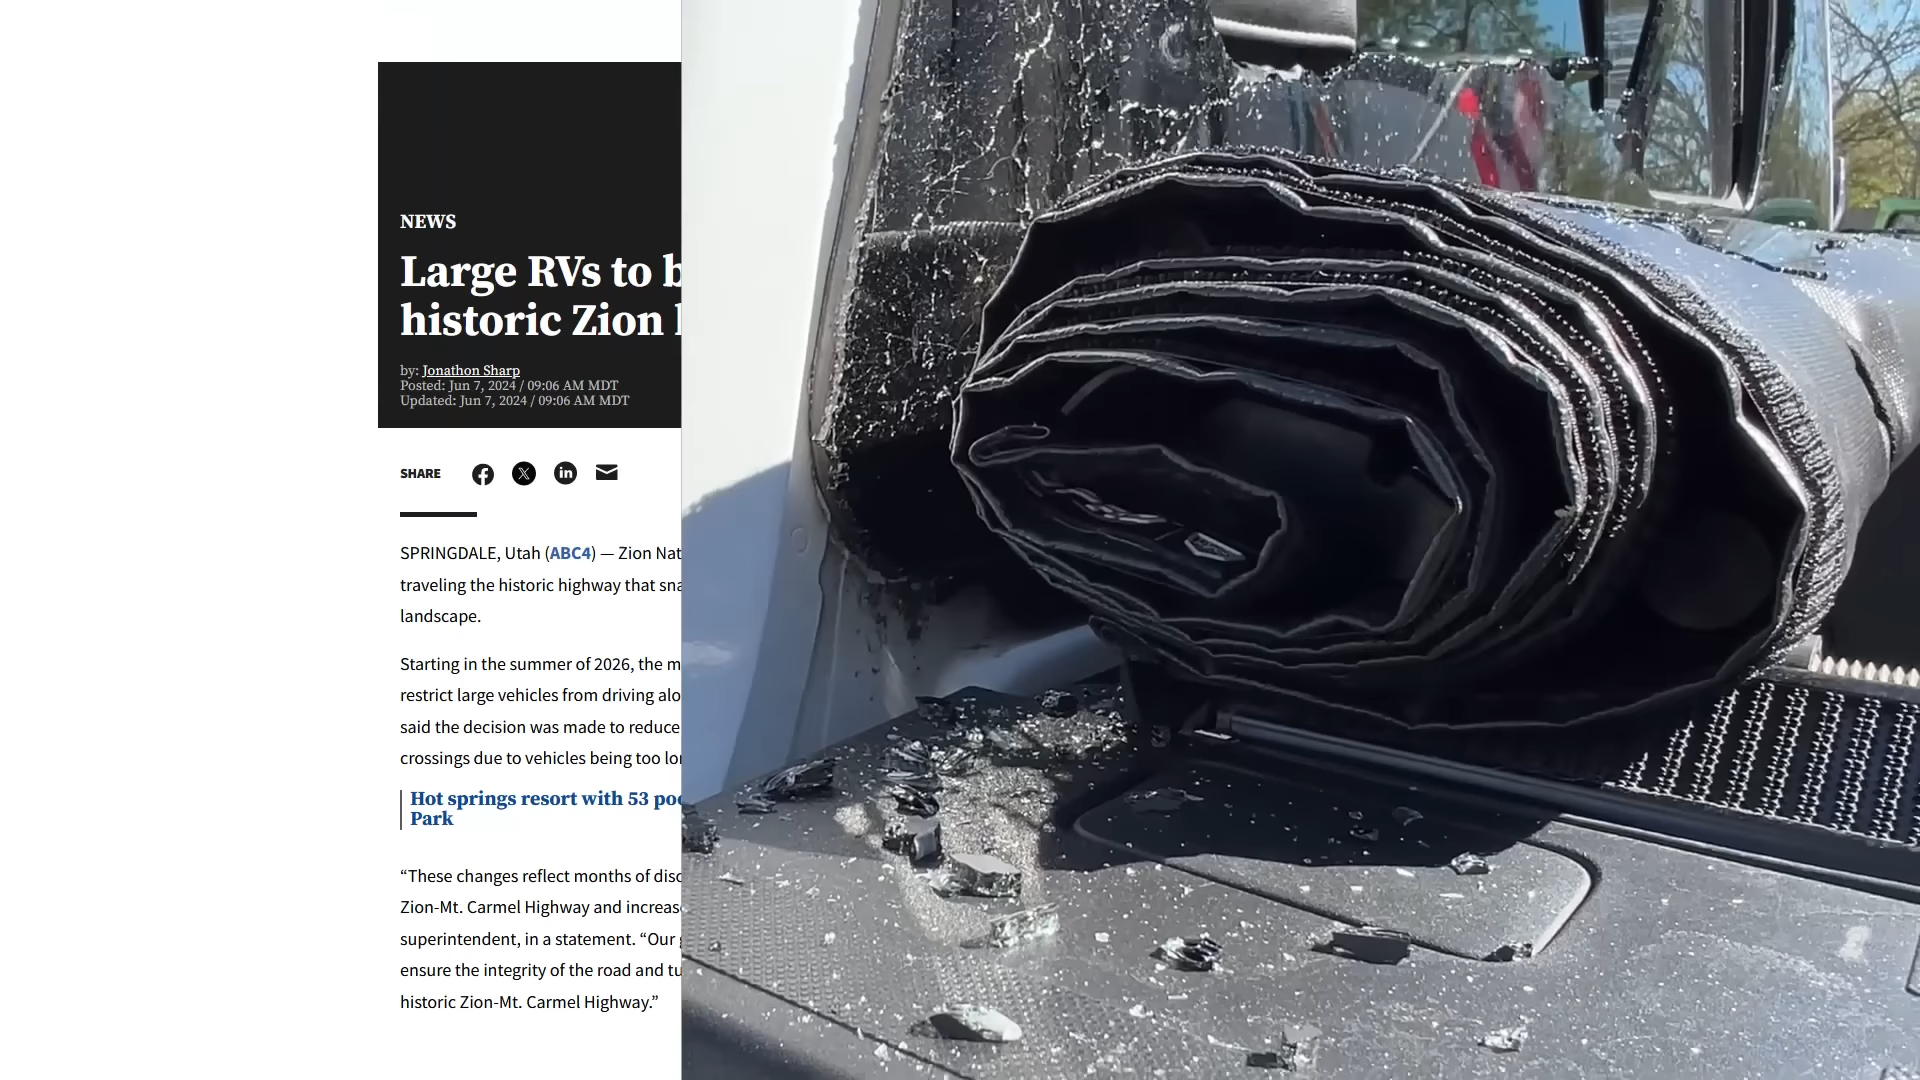 NEWS
Large RVs to b
historic Zion
by: Jonathon Sharp
Posted: Jun 7, 2024 / 09:06 AM MDT
Updated: Jun 7, 2024 / 09:06 AM MDT
SHARE
SPRINGDALE, Utah (ABC4) — Zion Nat
traveling the historic highway that sna
landscape.
Starting in the summer of 2026, the m
restrict large vehicles from driving alo
said the decision was made to reduce
crossings due to vehicles being too lo
Hot springs resort with 53 poo
Park
“These changes reflect months of disc
Zion-Mt. Carmel Highway and increas
superintendent, in a statement. “Our
ensure the integrity of the road and tu
historic Zion-Mt. Carmel Highway.”